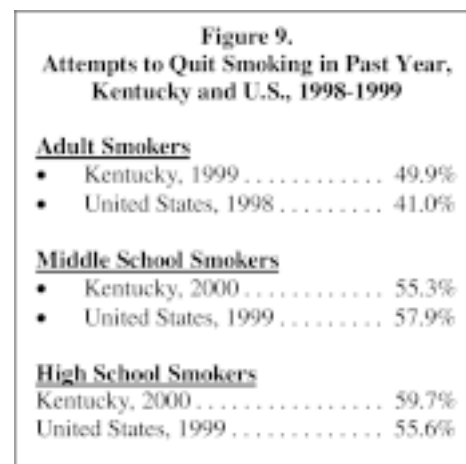 Figure 9.
Attempts to Quit Smoking in Past Year,
Kentucky and U.S., 1998-1999
Adult Smokers
• Kentucky, 1999 . . . . . . . . . . . . 49.9%
• United States, 1998 . . . . . . . . . 41.0%
Middle School Smokers
• Kentucky, 2000 . . . . . . . . . . . . 55.3%
• United States, 1999 . . . . . . . . . 57.9%
High School Smokers
Kentucky, 2000 . . . . . . . . . . . . . . . . 59.7%
United States, 1999 . . . . . . . . . . . . . 55.6%